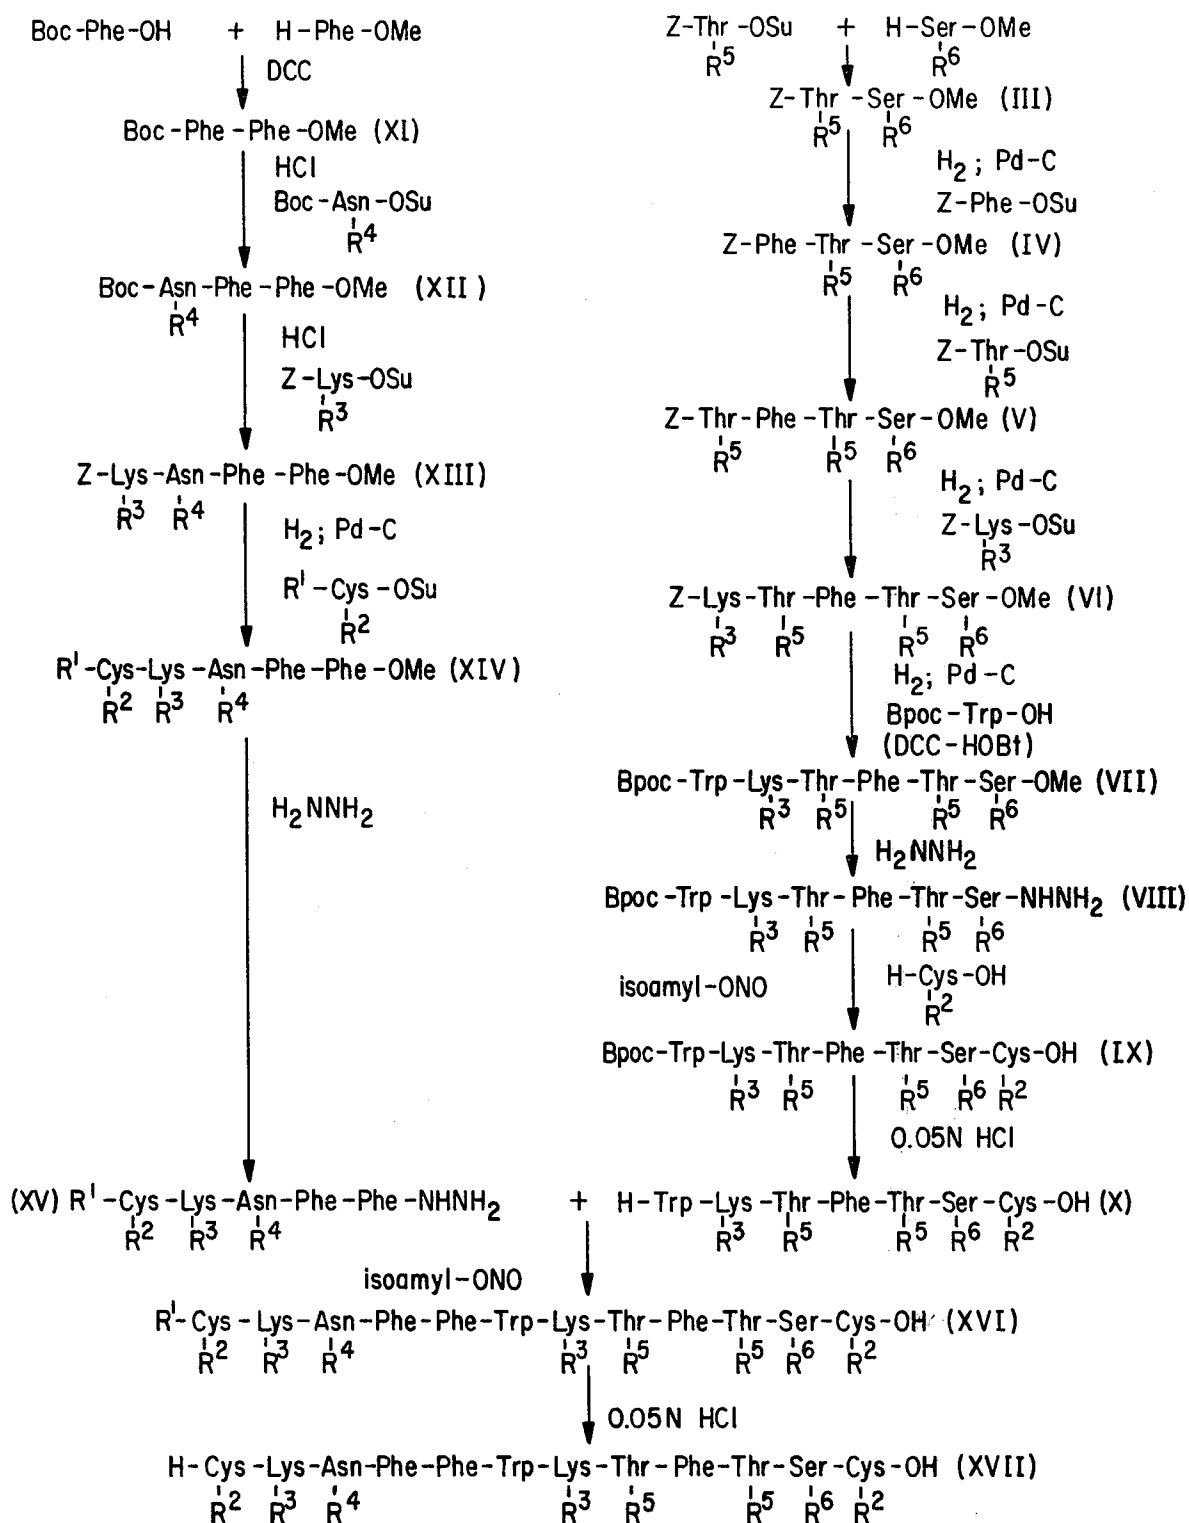 Boc-Phe-OH + H-Phe-OMe
DCC
Boc-Phe-Phe-OMe (XI)
HCl
Boc-Asn-OSu
R4
Boc-Asn-Phe-Phe-OMe (XII)
R4
HCl
Z-Lys-OSu
R3
Z-Lys-Asn-Phe-Phe-OMe (XIII)
R3 R4
H2; Pd-C
R1-Cys-OSu
R2
R1-Cys-Lys-Asn-Phe-Phe-OMe (XIV)
R2 R3 R4
H2NNH2
Z-Thr-OSu + H-Ser-OMe
R5 R6
Z-Thr-Ser-OMe (III)
R5 R6
H2; Pd-C
Z-Phe-OSu
Z-Phe-Thr-Ser-OMe (IV)
R5 R6
H2; Pd-C
Z-Thr-OSu
R5
Z-Thr-Phe-Thr-Ser-OMe (V)
R5 R5 R6
H2; Pd-C
Z-Lys-OSu
R3
Z-Lys-Thr-Phe-Thr-Ser-OMe (VI)
R3 R5 R5 R6
H2; Pd-C
Bpoc-Trp-OH
(DCC-HOBt)
Bpoc-Trp-Lys-Thr-Phe-Thr-Ser-OMe (VII)
R3 R5 R5 R6
H2NNH2
Bpoc-Trp-Lys-Thr-Phe-Thr-Ser-NHNH2 (VIII)
R3 R5 R5 R6
isoamyl-ONO
H-Cys-OH
R2
Bpoc-Trp-Lys-Thr-Phe-Thr-Ser-Cys-OH (IX)
R3 R5 R5 R6 R2
0.05N HCl
(XV) R1-Cys-Lys-Asn-Phe-Phe-NHNH2 + H-Trp-Lys-Thr-Phe-Thr-Ser-Cys-OH (X)
R2 R3 R4 R3 R5 R5 R6 R2
isoamyl-ONO
R1-Cys-Lys-Asn-Phe-Phe-Trp-Lys-Thr-Phe-Thr-Ser-Cys-OH (XVI)
R2 R3 R4 R3 R5 R5 R6 R2
0.05N HCl
H-Cys-Lys-Asn-Phe-Phe-Trp-Lys-Thr-Phe-Thr-Ser-Cys-OH (XVII)
R2 R3 R4 R3 R5 R5 R6 R2